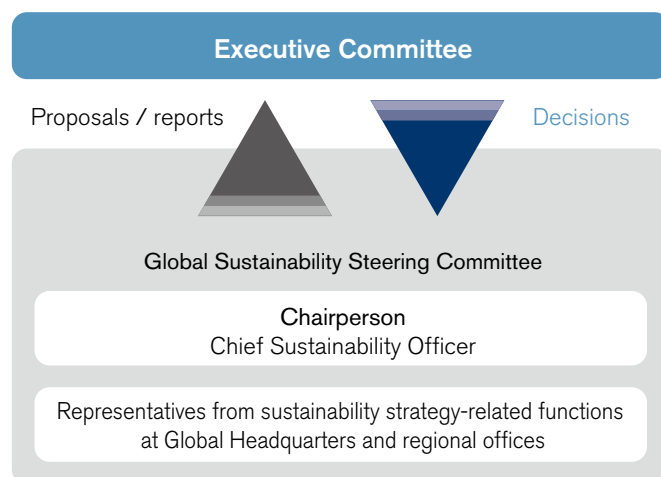 Executive Committee
Proposals / reports
Decisions
Global Sustainability Steering Committee
Chairperson
Chief Sustainability Officer
Representatives from sustainability strategy-related functions
at Global Headquarters and regional offices